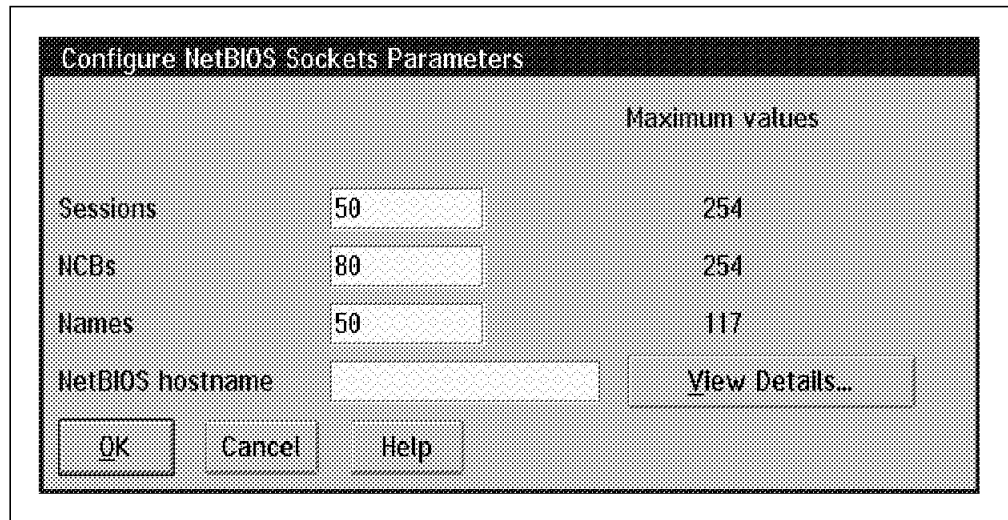 Configure NetBIOS Sockets Parameters
Maximum values
Sessions 50 254
NCBs 80 254
Names 50 117
NetBIOS hostname View Details...
OK Cancel Help